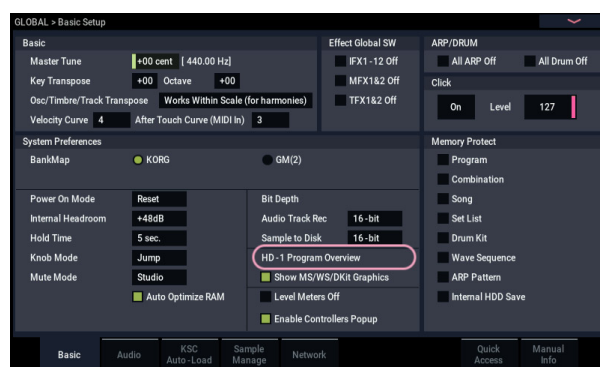 GLOBAL > Basic Setup
Basic
Master Tune +00 cent [ 440.00 Hz]
Key Transpose +00 Octave +00
Osc/Timbre/Track Transpose Works Within Scale (for harmonies)
Velocity Curve 4 After Touch Curve (MIDI In) 3
Effect Global SW
IFX1-12 Off
MFX1&2 Off
TFX1&2 Off
ARP/DRUM
All ARP Off All Drum Off
Click
On Level 127
System Preferences
BankMap KORG GM(2)
Power On Mode Reset
Internal Headroom +48dB
Hold Time 5 sec.
Knob Mode Jump
Mute Mode Studio
Auto Optimize RAM
Bit Depth
Audio Track Rec 16-bit
Sample to Disk 16-bit
HD-1 Program Overview
Show MS/WS/DKit Graphics
Level Meters Off
Enable Controllers Popup
Memory Protect
Program
Combination
Song
Set List
Drum Kit
Wave Sequence
ARP Pattern
Internal HDD Save
Basic
Audio
KSC
Auto-Load
Sample
Manage
Network
Quick
Access
Manual
Info